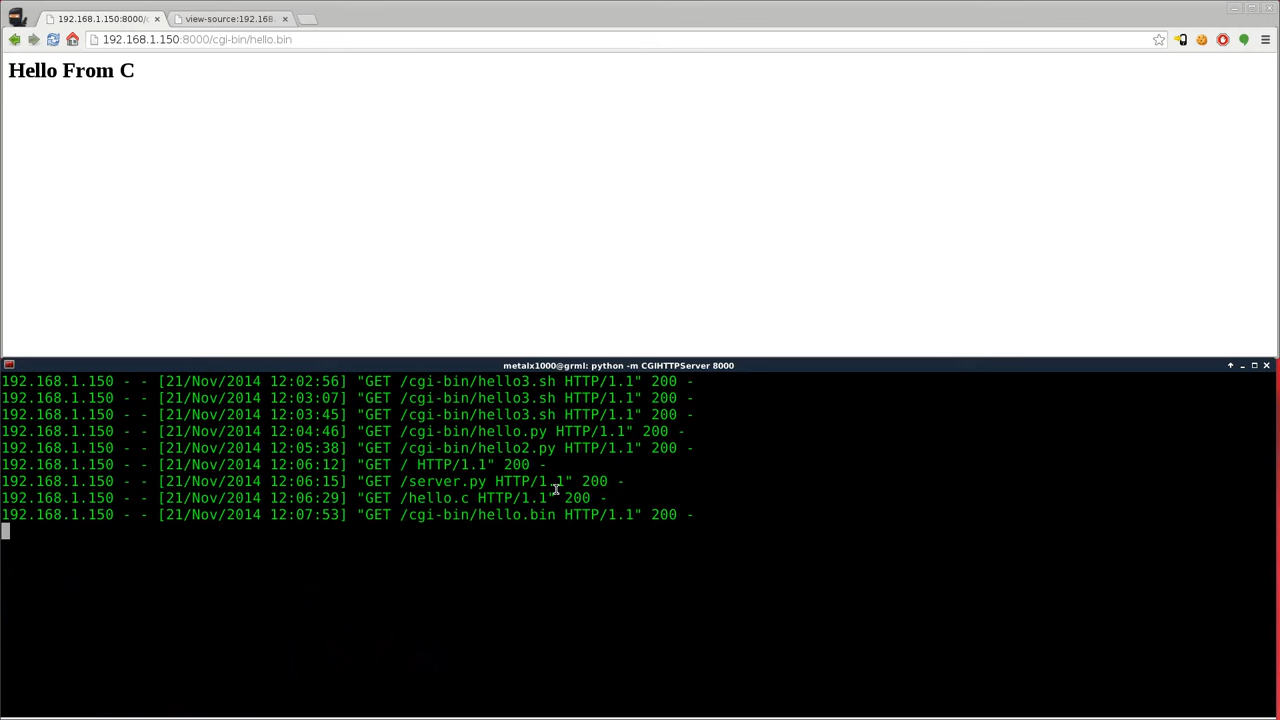 192.168.1.150:8000/c
view-source:192.168.
192.168.1.150:8000/cgi-bin/hello.bin
Hello From C
metalx1000@grml: python -m CGIHTTPServer 8000
192.168.1.150 - - [21/Nov/2014 12:02:56] "GET /cgi-bin/hello3.sh HTTP/1.1" 200 -
192.168.1.150 - - [21/Nov/2014 12:03:07] "GET /cgi-bin/hello3.sh HTTP/1.1" 200 -
192.168.1.150 - - [21/Nov/2014 12:03:45] "GET /cgi-bin/hello3.sh HTTP/1.1" 200 -
192.168.1.150 - - [21/Nov/2014 12:04:46] "GET /cgi-bin/hello.py HTTP/1.1" 200 -
192.168.1.150 - - [21/Nov/2014 12:05:38] "GET /cgi-bin/hello2.py HTTP/1.1" 200 -
192.168.1.150 - - [21/Nov/2014 12:06:12] "GET / HTTP/1.1" 200 -
192.168.1.150 - - [21/Nov/2014 12:06:15] "GET /server.py HTTP/1.1" 200 -
192.168.1.150 - - [21/Nov/2014 12:06:29] "GET /hello.c HTTP/1.1" 200 -
192.168.1.150 - - [21/Nov/2014 12:07:53] "GET /cgi-bin/hello.bin HTTP/1.1" 200 -